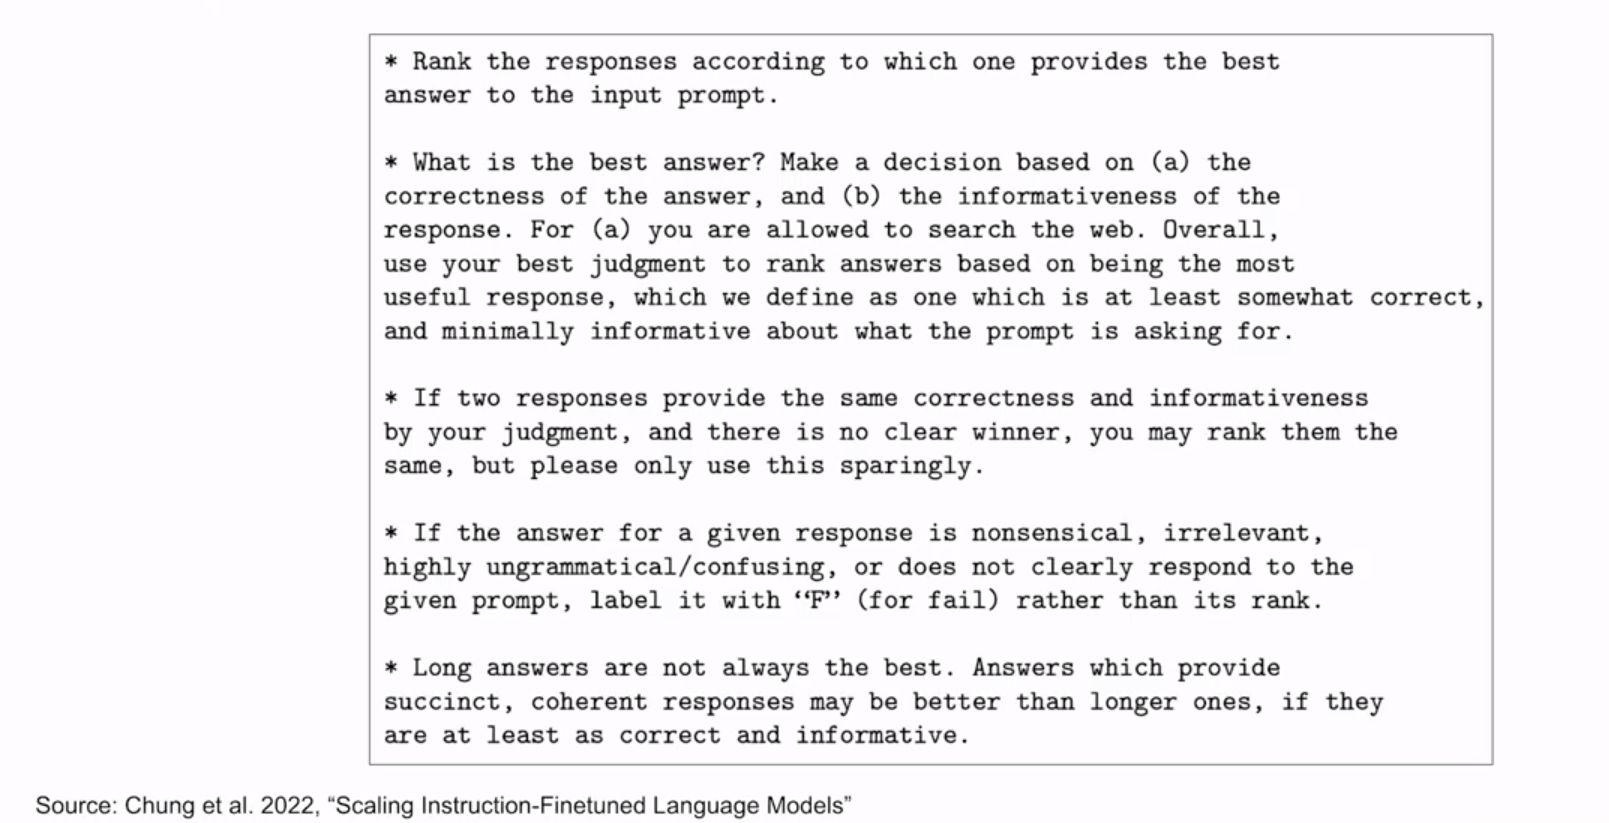 * Rank the responses according to which one provides the best
answer to the input prompt.
* What is the best answer? Make a decision based on (a) the
correctness of the answer, and (b) the informativeness of the
response. For (a) you are allowed to search the web. Overall,
use your best judgment to rank answers based on being the most
useful response, which we define as one which is at least somewhat correct,
and minimally informative about what the prompt is asking for.
* If two responses provide the same correctness and informativeness
by your judgment, and there is no clear winner, you may rank them the
same, but please only use this sparingly.
* If the answer for a given response is nonsensical, irrelevant,
highly ungrammatical/confusing, or does not clearly respond to the
given prompt, label it with “F” (for fail) rather than its rank.
* Long answers are not always the best. Answers which provide
succinct, coherent responses may be better than longer ones, if they
are at least as correct and informative.
Source: Chung et al. 2022, “Scaling Instruction-Finetuned Language Models”